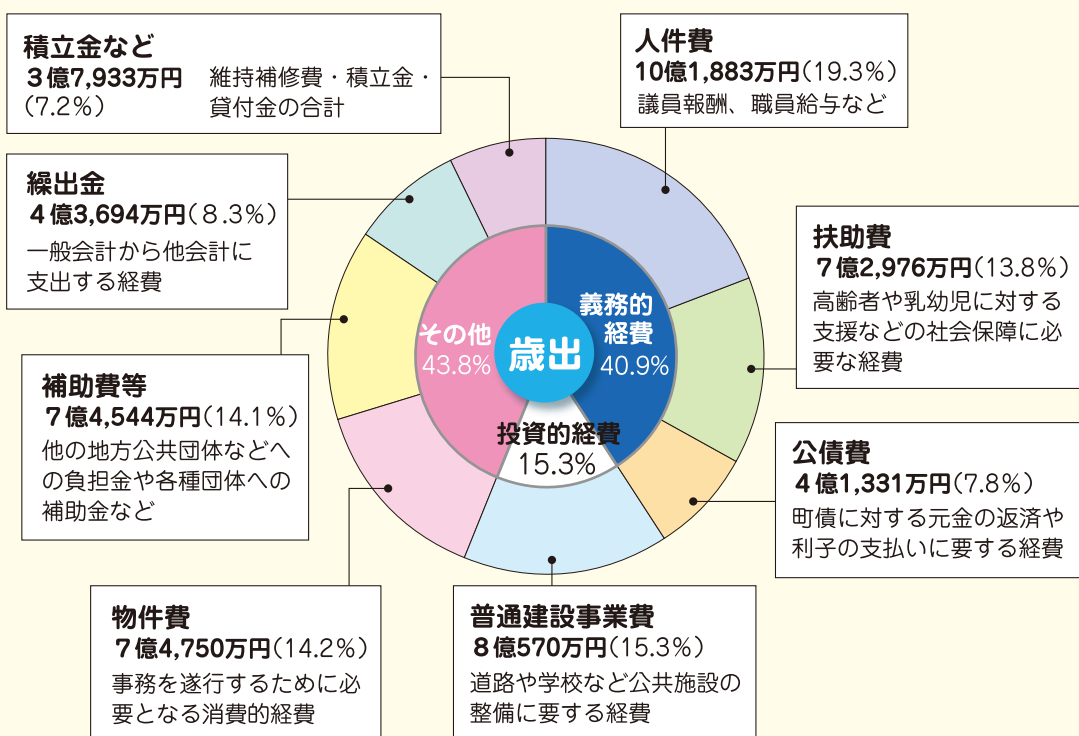 積立金など
３億7,933万円
(7.2%)
維持補修費・積立金・
貸付金の合計
人件費
10億1,883万円(19.3%)
議員報酬、職員給与など
繰出金
４億3,694万円(8.3%)
一般会計から他会計に
支出する経費
扶助費
７億2,976万円(13.8%)
高齢者や乳幼児に対する
支援などの社会保障に必
要な経費
補助費等
７億4,544万円(14.1%)
他の地方公共団体などへ
の負担金や各種団体への
補助金など
公債費
４億1,331万円(7.8%)
町債に対する元金の返済や
利子の支払いに要する経費
物件費
７億4,750万円(14.2%)
事務を遂行するために必
要となる消費的経費
普通建設事業費
８億570万円(15.3%)
道路や学校など公共施設の
整備に要する経費
歳出
義務的
経費
40.9%
その他
43.8%
投資的経費
15.3%